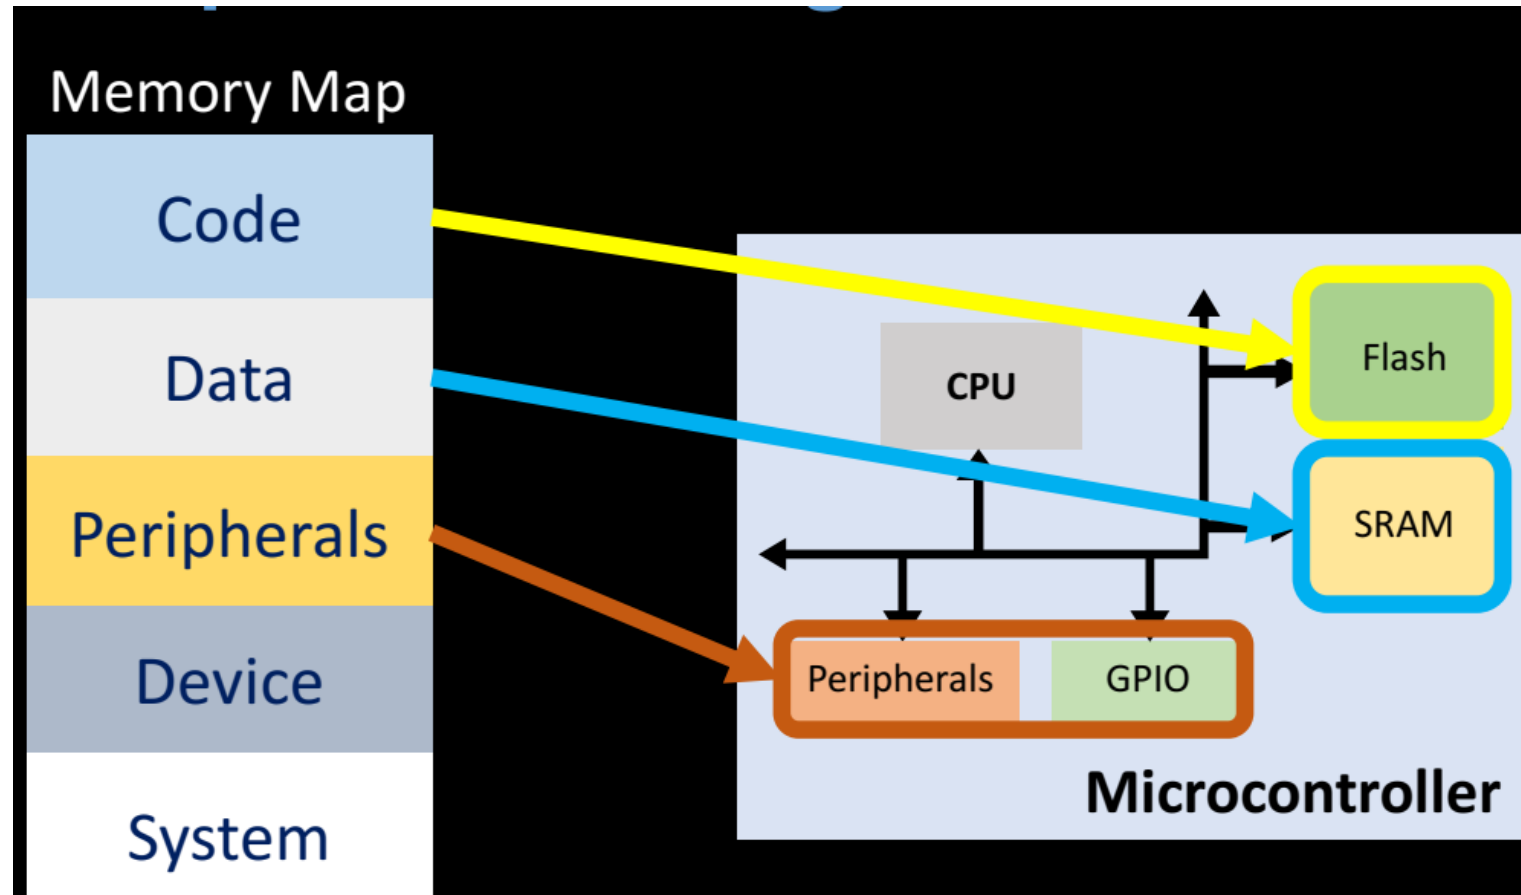 Memory Map
Code
Data
Peripherals
Device
System
CPU
Flash
SRAM
Peripherals
GPIO
Microcontroller